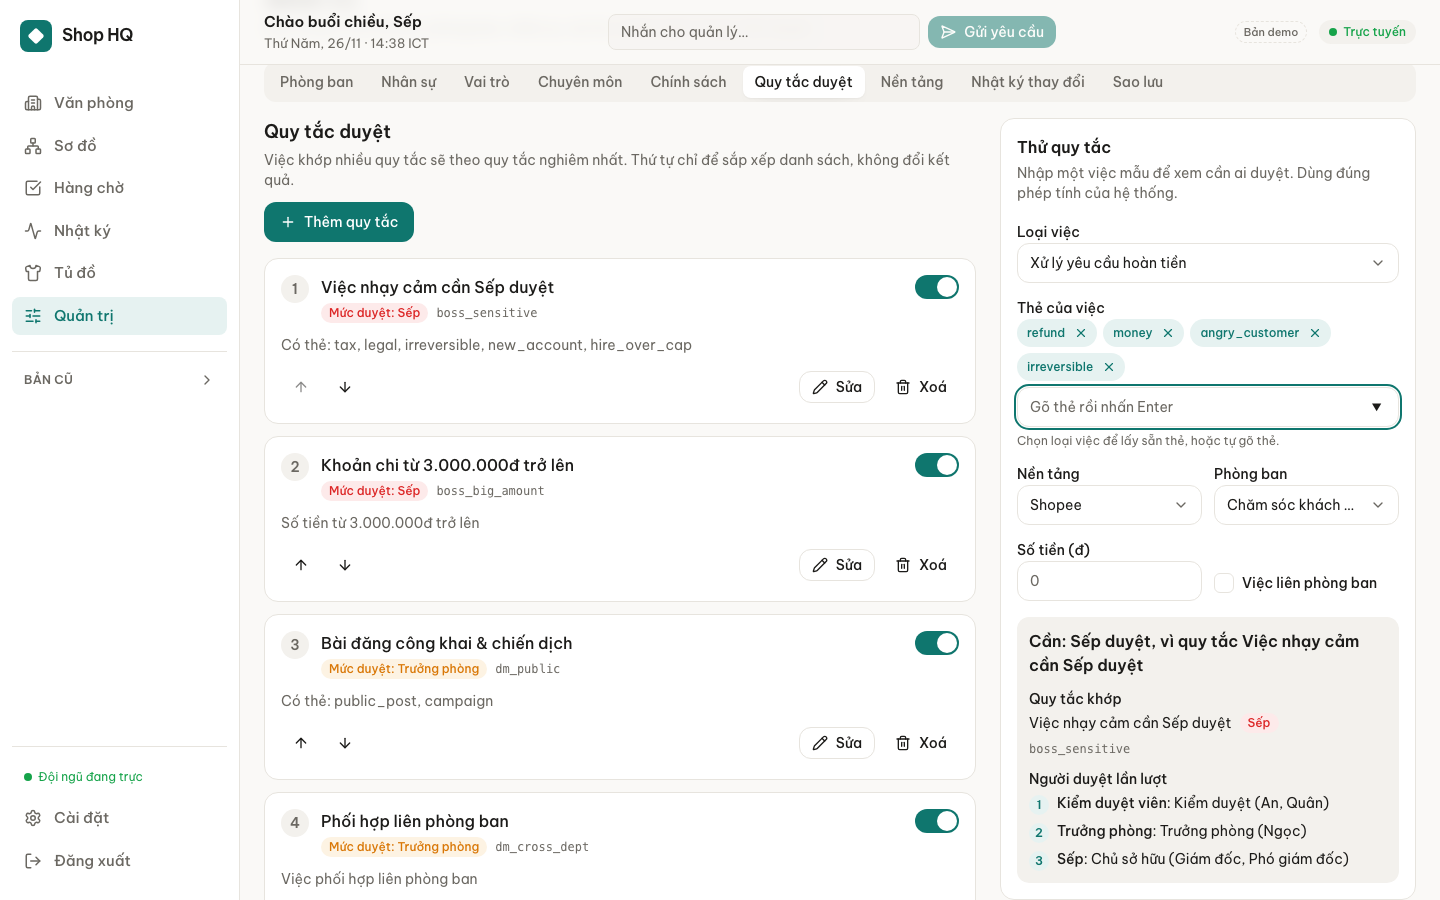 Shop HQ
Văn phòng
Sơ đồ
Hàng chờ
Nhật ký
Tủ đồ
Quản trị
BẢN CŨ
Đội ngũ đang trực
Cài đặt
Đăng xuất
Chào buổi chiều, Sếp
Thứ Năm, 26/11 · 14:38 ICT
Nhắn cho quản lý...
Gửi yêu cầu
Bản demo
Trực tuyến
Phòng ban
Nhân sự
Vai trò
Chuyên môn
Chính sách
Quy tắc duyệt
Nền tảng
Nhật ký thay đổi
Sao lưu
Quy tắc duyệt
Việc khớp nhiều quy tắc sẽ theo quy tắc nghiêm nhất. Thứ tự chỉ để sắp xếp danh sách, không đổi kết
quả.
Thêm quy tắc
1
Việc nhạy cảm cần Sếp duyệt
Mức duyệt: Sếp boss_sensitive
Có thẻ: tax, legal, irreversible, new_account, hire_over_cap
Sửa
Xoá
2
Khoản chi từ 3.000.000đ trở lên
Mức duyệt: Sếp boss_big_amount
Số tiền từ 3.000.000đ trở lên
Sửa
Xoá
3
Bài đăng công khai & chiến dịch
Mức duyệt: Trưởng phòng dm_public
Có thẻ: public_post, campaign
Sửa
Xoá
4
Phối hợp liên phòng ban
Mức duyệt: Trưởng phòng dm_cross_dept
Việc phối hợp liên phòng ban
Thử quy tắc
Nhập một việc mẫu để xem cần ai duyệt. Dùng đúng
phép tính của hệ thống.
Loại việc
Xử lý yêu cầu hoàn tiền
Thẻ của việc
refund
money
angry_customer
irreversible
Gõ thẻ rồi nhấn Enter
Chọn loại việc để lấy sẵn thẻ, hoặc tự gõ thẻ.
Nền tảng
Shopee
Phòng ban
Chăm sóc khách ...
Số tiền (đ)
0
Việc liên phòng ban
Cần: Sếp duyệt, vì quy tắc Việc nhạy cảm
cần Sếp duyệt
Quy tắc khớp
Việc nhạy cảm cần Sếp duyệt Sếp
boss_sensitive
Người duyệt lần lượt
1 Kiểm duyệt viên: Kiểm duyệt (An, Quân)
2 Trưởng phòng: Trưởng phòng (Ngọc)
3 Sếp: Chủ sở hữu (Giám đốc, Phó giám đốc)